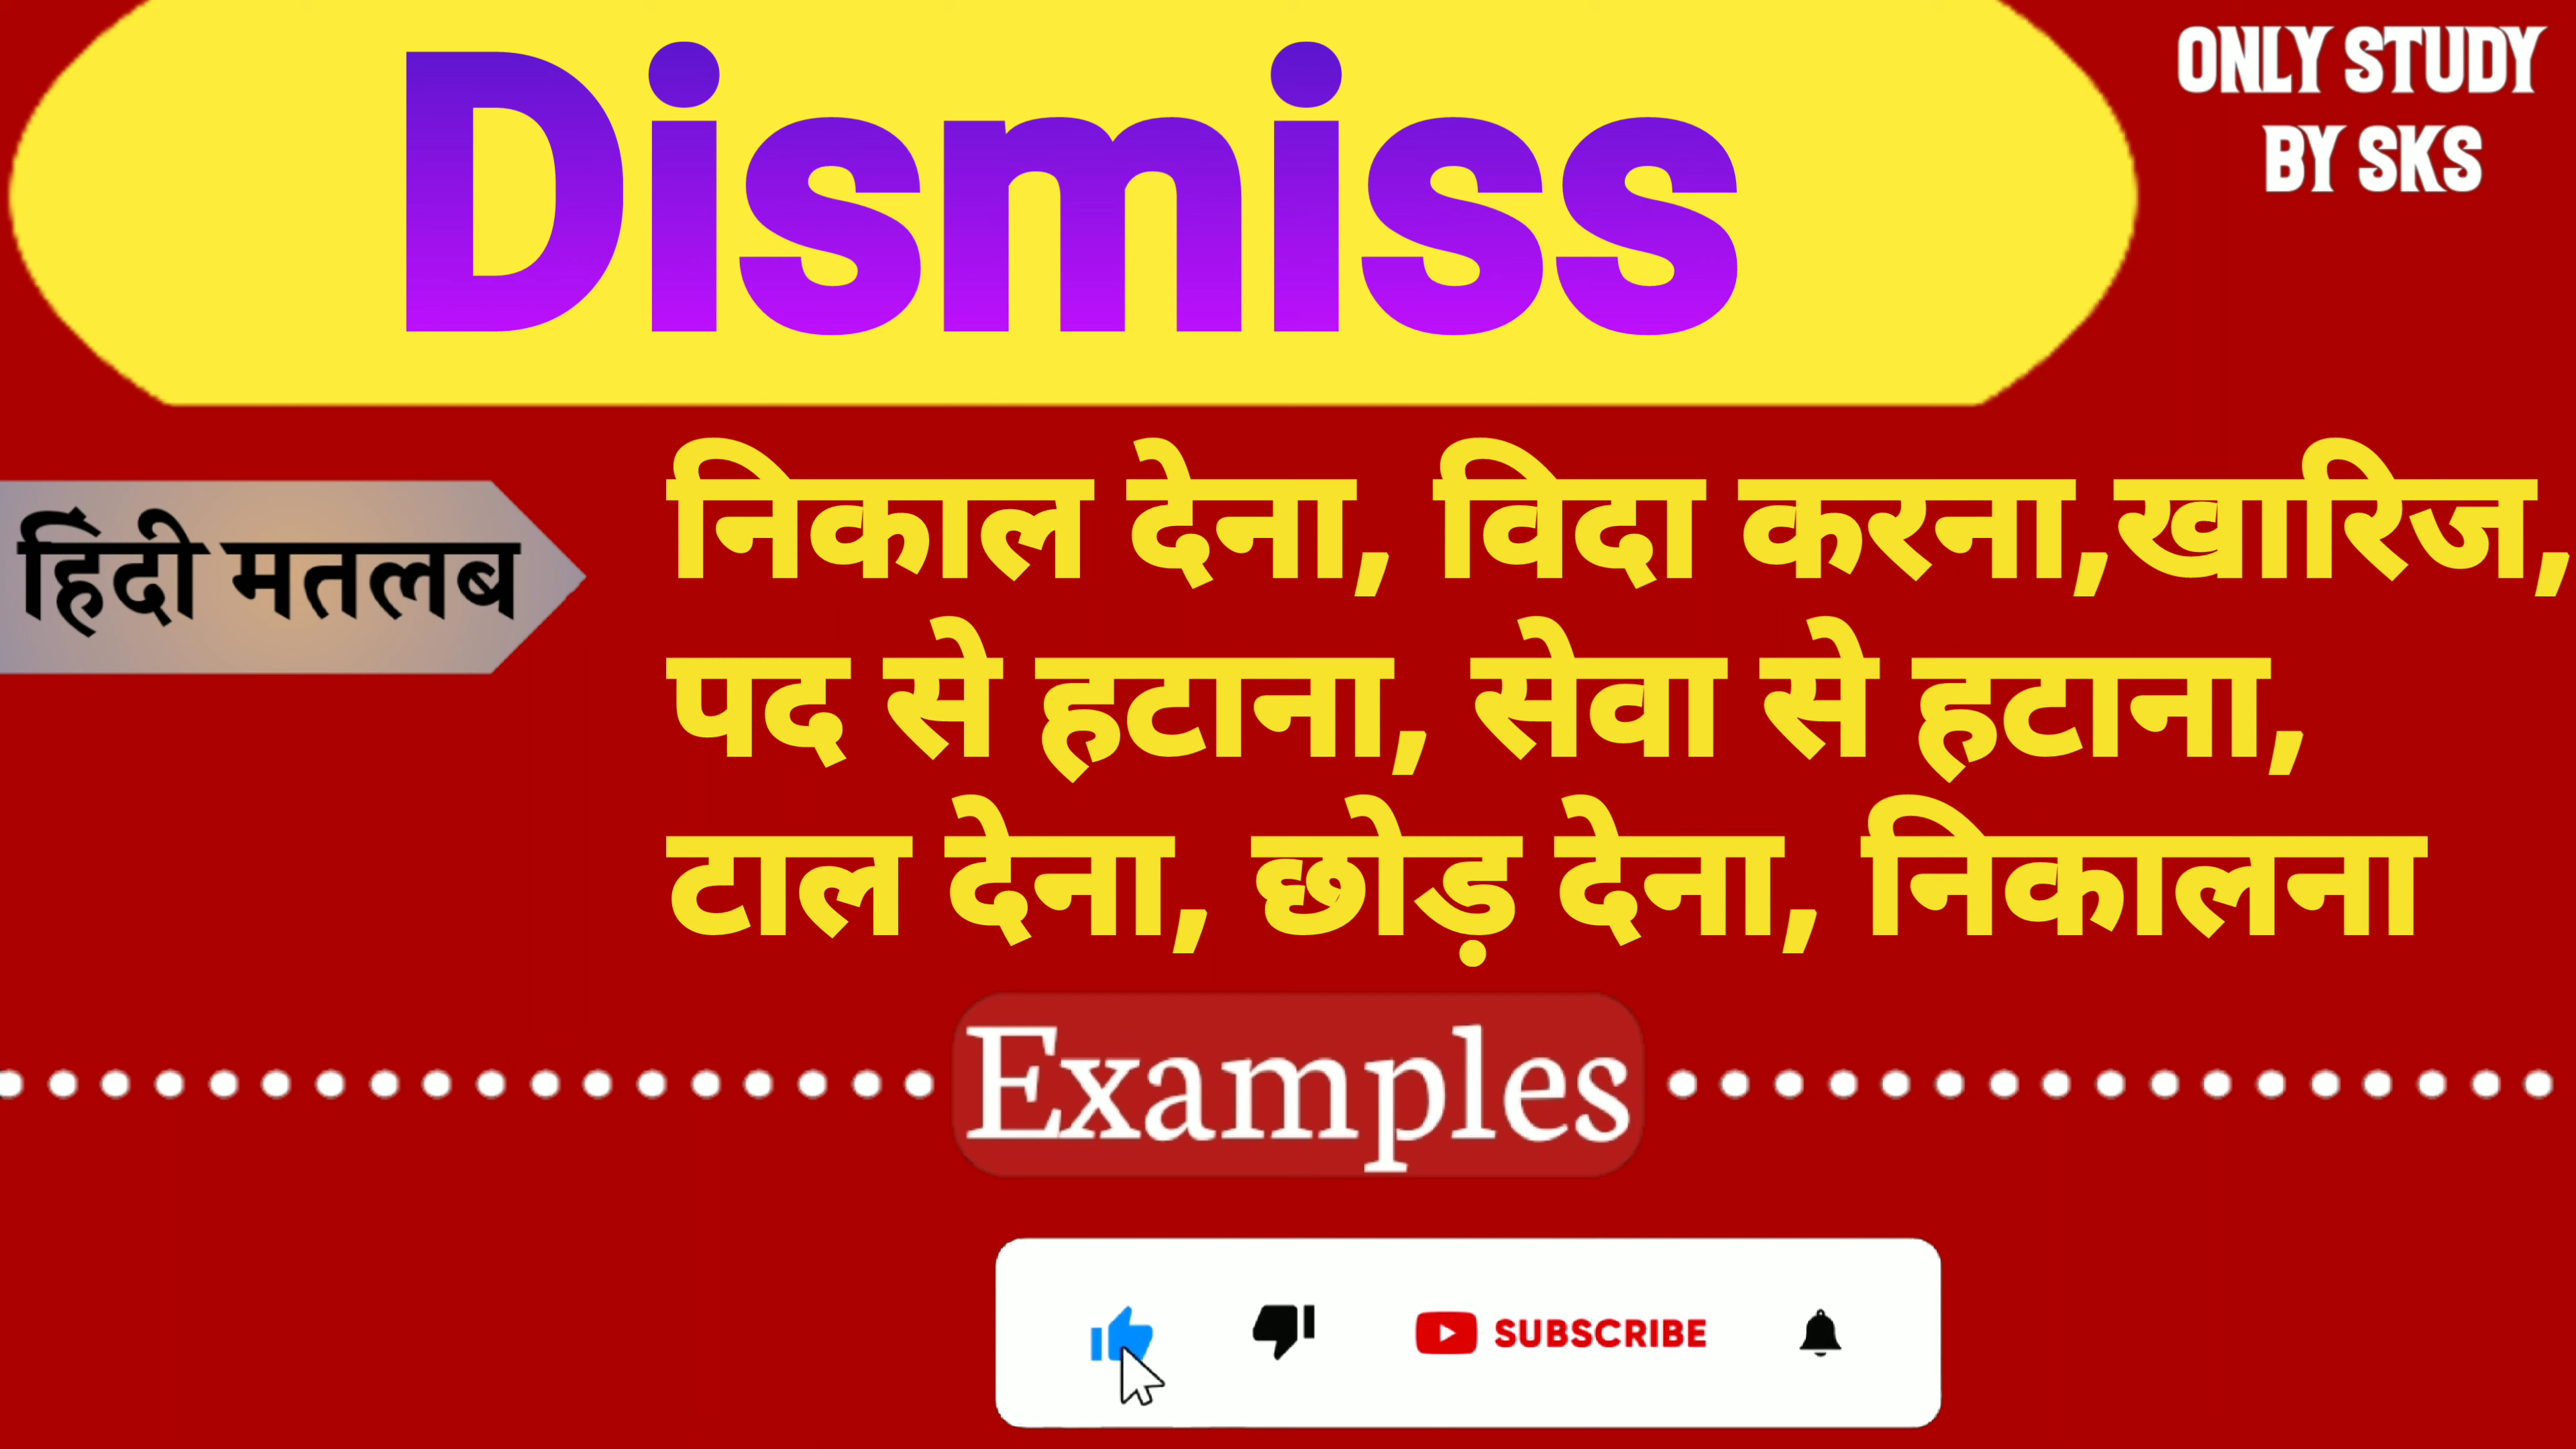 Dismiss
ONLY STUDY
BY SKS
हिंदी मतलब
निकाल देना, विदा करना,खारिज,
पद से हटाना, सेवा से हटाना,
टाल देना, छोड़ देना, निकालना
Examples
SUBSCRIBE